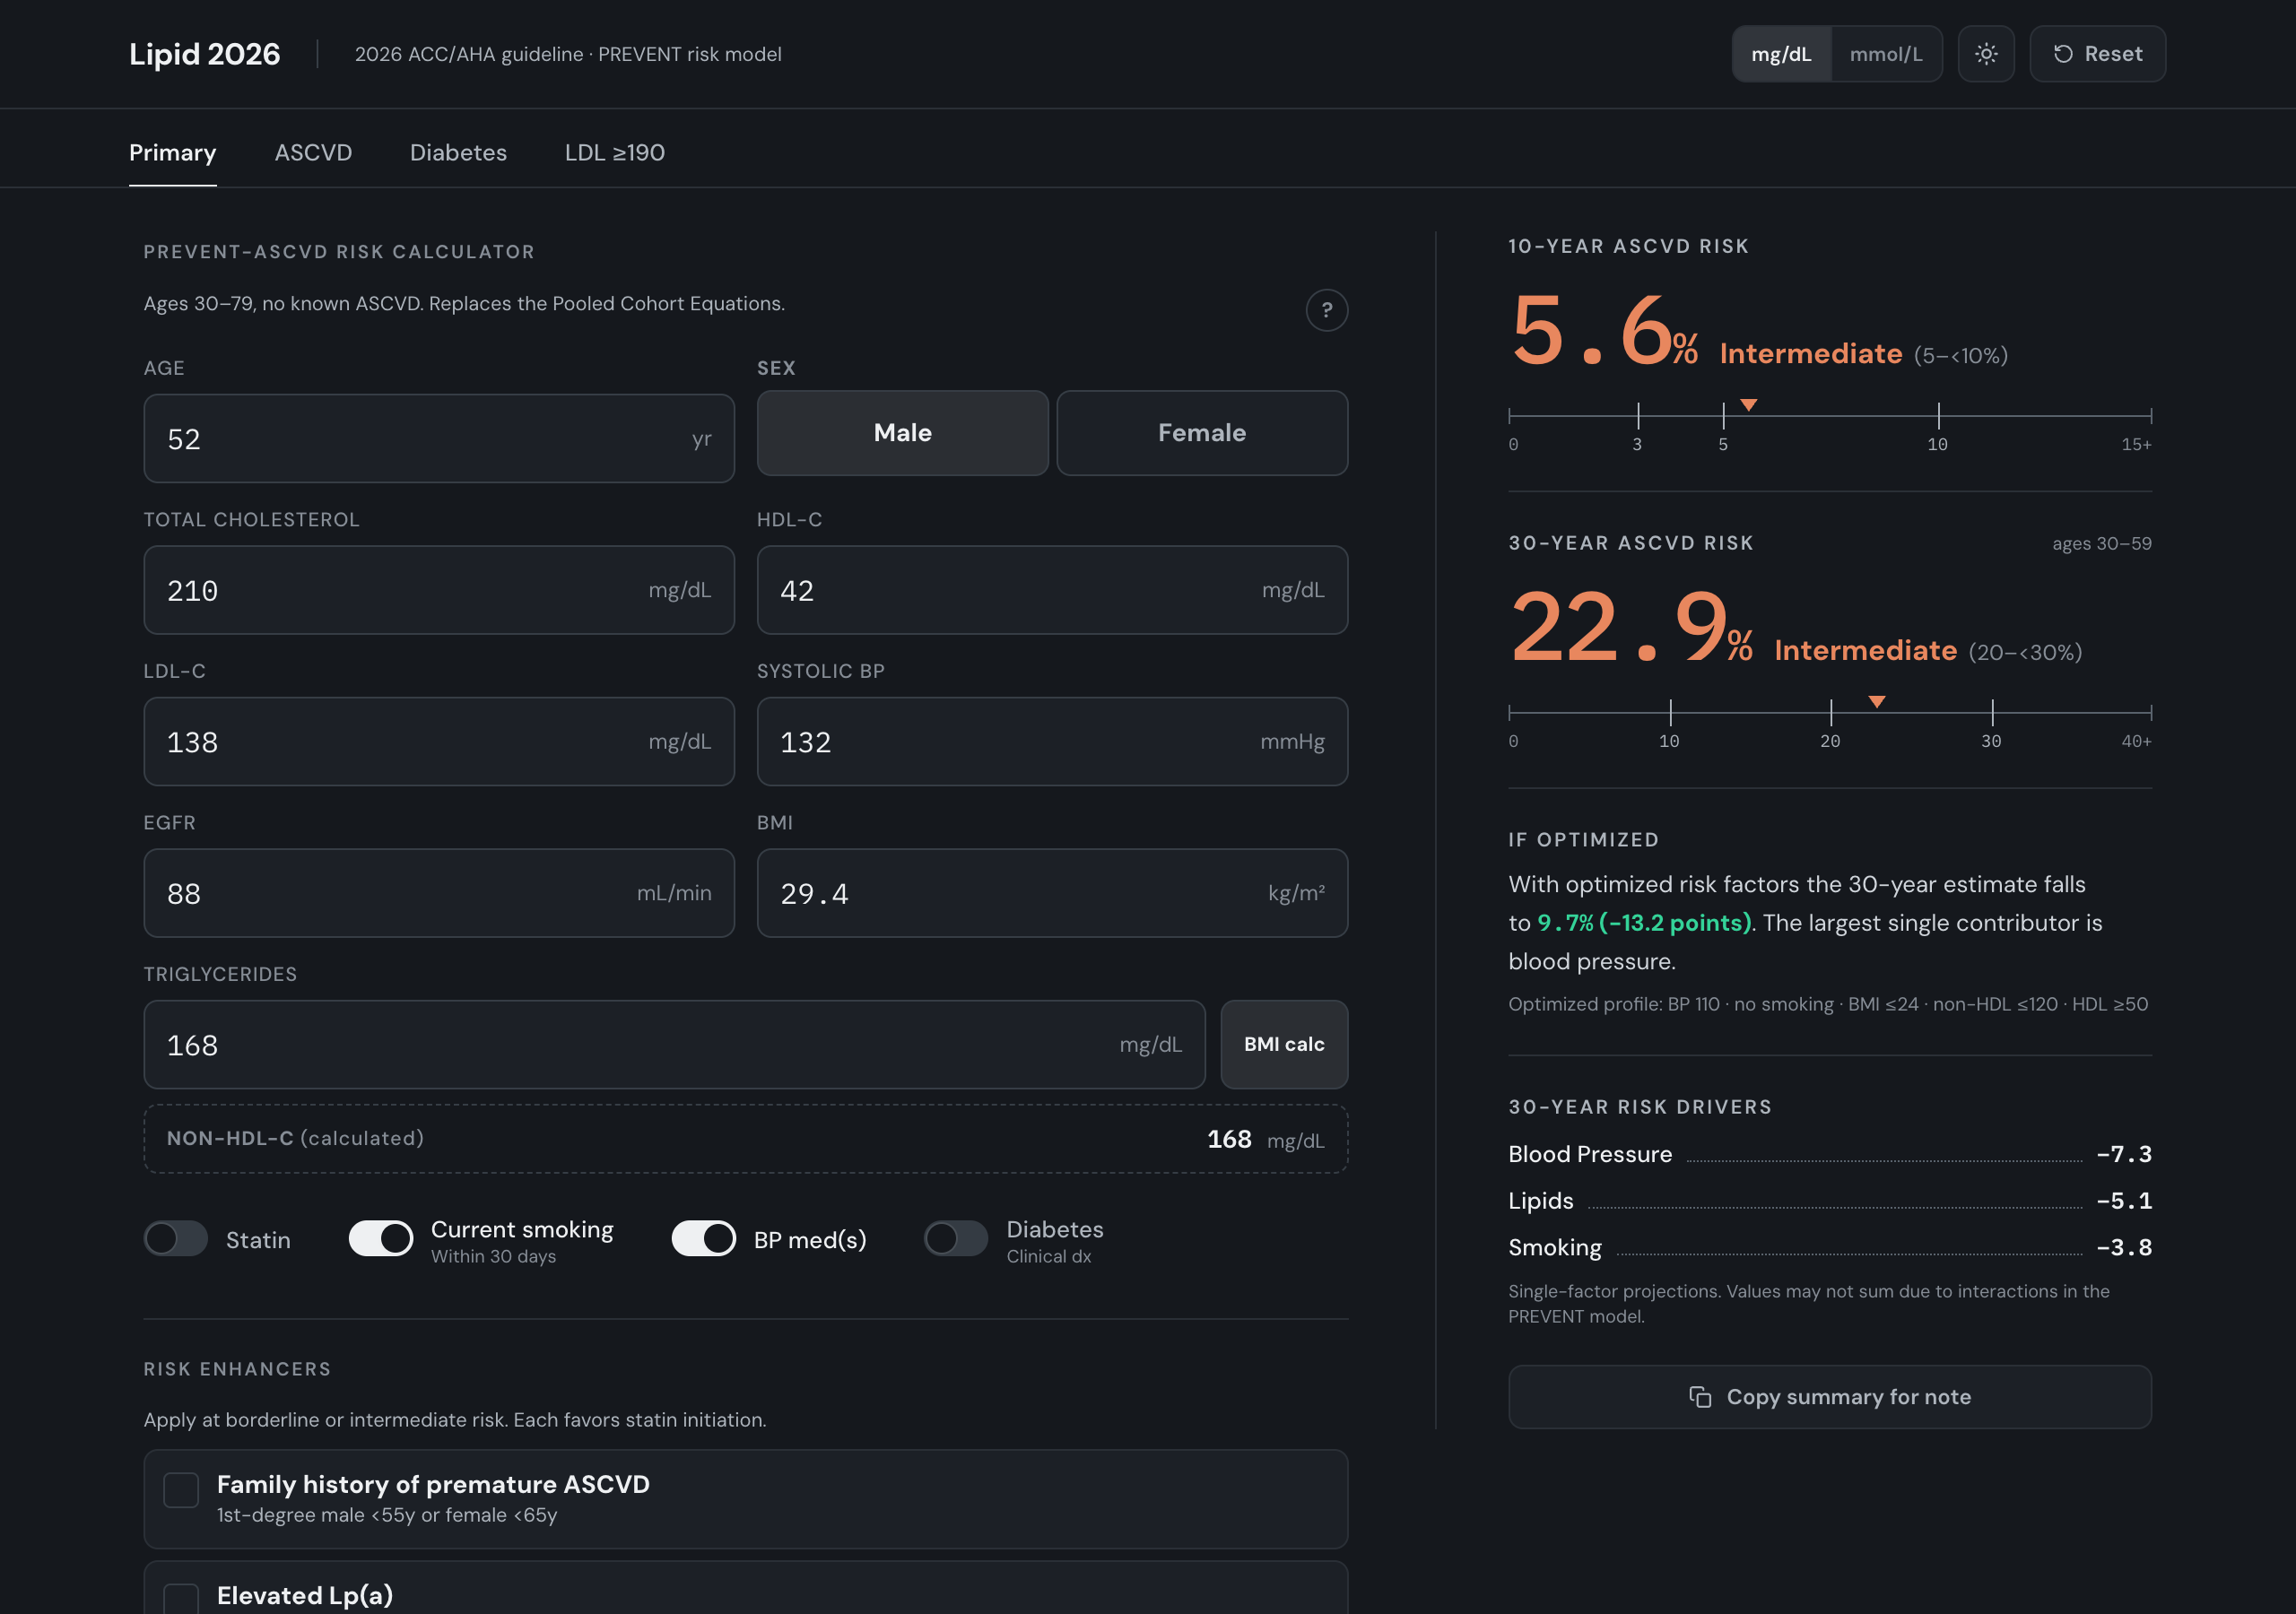 Lipid 2026
2026 ACC/AHA guideline · PREVENT risk model
mg/dL
mmol/L
Reset
Primary
ASCVD
Diabetes
LDL ≥190
PREVENT-ASCVD RISK CALCULATOR
Ages 30–79, no known ASCVD. Replaces the Pooled Cohort Equations.
?
AGE
52 yr
SEX
Male
Female
TOTAL CHOLESTEROL
210 mg/dL
HDL-C
42 mg/dL
LDL-C
138 mg/dL
SYSTOLIC BP
132 mmHg
EGFR
88 mL/min
BMI
29.4 kg/m²
TRIGLYCERIDES
168 mg/dL
BMI calc
NON-HDL-C (calculated) 168 mg/dL
Statin
Current smoking
Within 30 days
BP med(s)
Diabetes
Clinical dx
RISK ENHANCERS
Apply at borderline or intermediate risk. Each favors statin initiation.
Family history of premature ASCVD
1st-degree male <55y or female <65y
Elevated Lp(a)
10-YEAR ASCVD RISK
5.6% Intermediate (5–<10%)
0 3 5 10 15+
30-YEAR ASCVD RISK ages 30–59
22.9% Intermediate (20–<30%)
0 10 20 30 40+
IF OPTIMIZED
With optimized risk factors the 30-year estimate falls
to 9.7% (−13.2 points). The largest single contributor is
blood pressure.
Optimized profile: BP 110 · no smoking · BMI ≤24 · non-HDL ≤120 · HDL ≥50
30-YEAR RISK DRIVERS
Blood Pressure −7.3
Lipids −5.1
Smoking −3.8
Single-factor projections. Values may not sum due to interactions in the
PREVENT model.
Copy summary for note